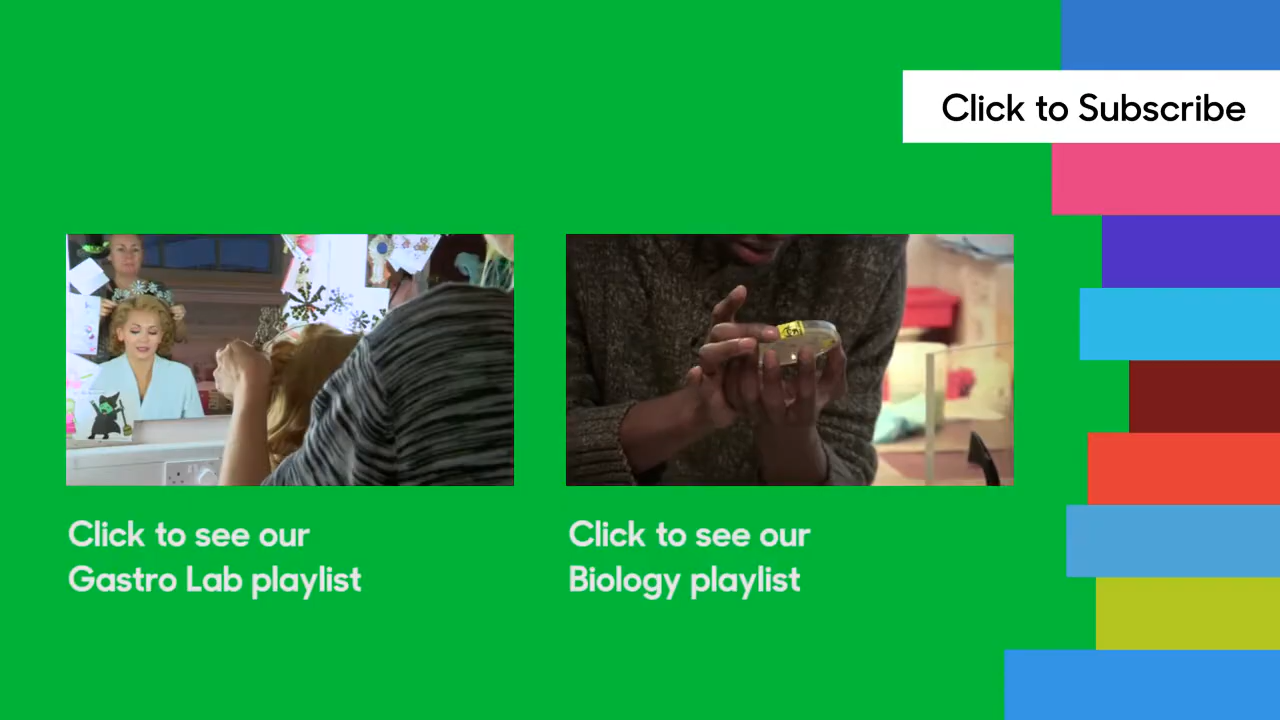 Click to Subscribe
Click to see our
Gastro Lab playlist
Click to see our
Biology playlist